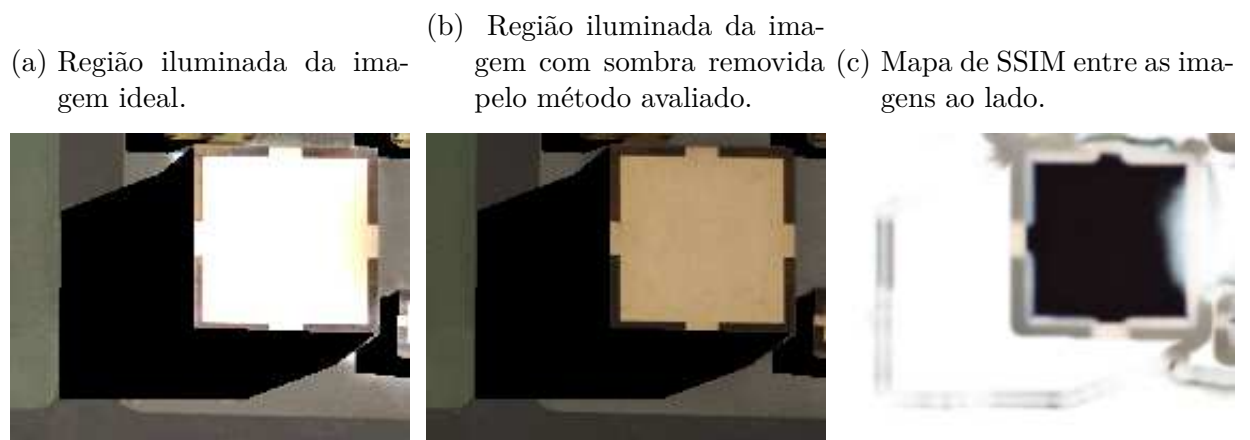 (a) Região iluminada da ima-
gem ideal.
(b) Região iluminada da ima-
gem com sombra removida
pelo método avaliado.
(c) Mapa de SSIM entre as ima-
gens ao lado.